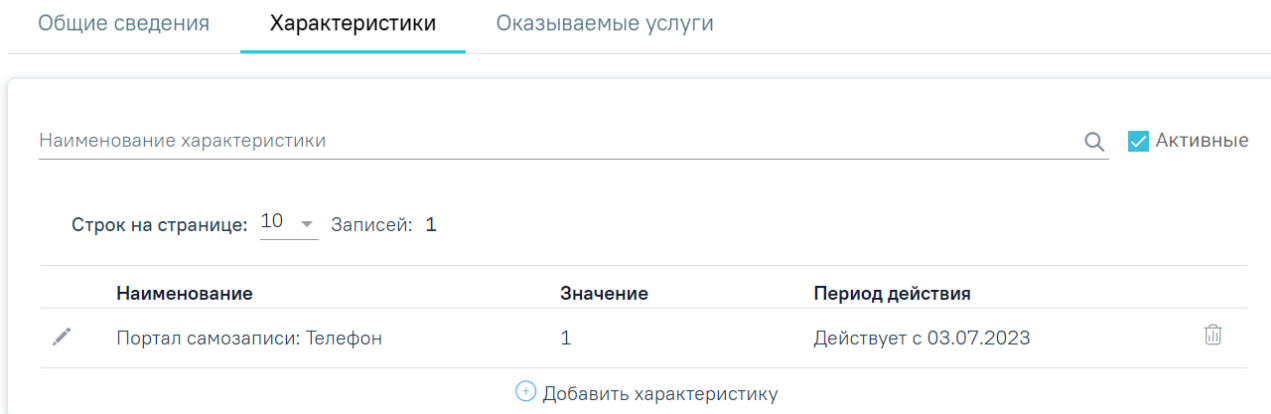 Общие сведения Характеристики Оказываемые услуги
Наименование характеристики Активные
Строк на странице: 10 Записей: 1
Наименование Значение Период действия
Портал самозаписи: Телефон 1 Действует с 03.07.2023
Добавить характеристику